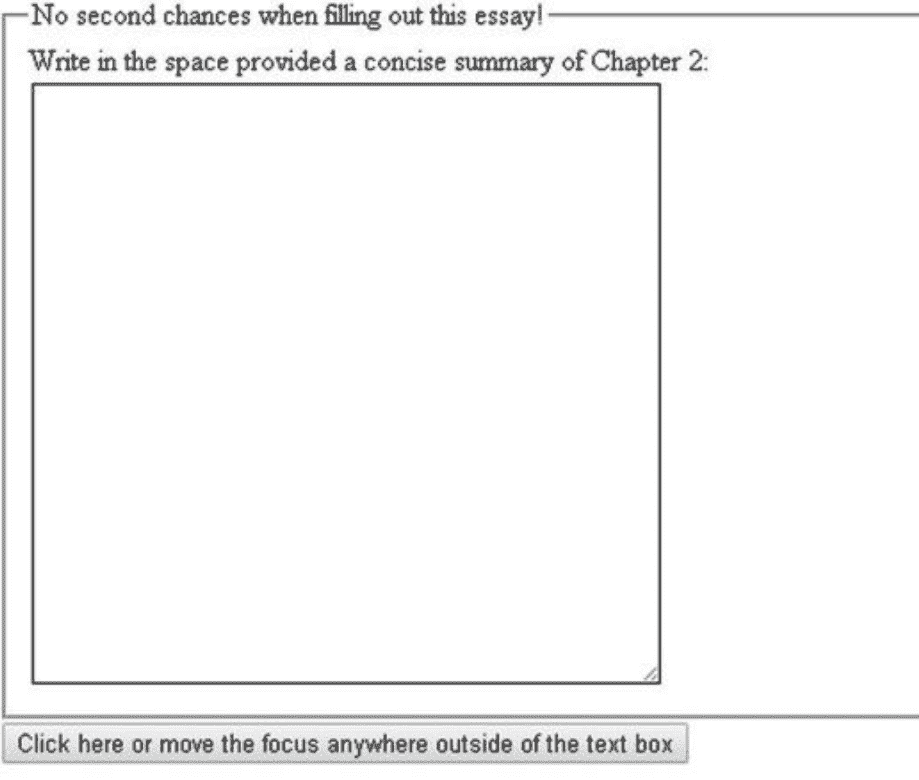 No second chances when filling out this essay!
Write in the space provided a concise summary of Chapter 2:
Click here or move the focus anywhere outside of the text box